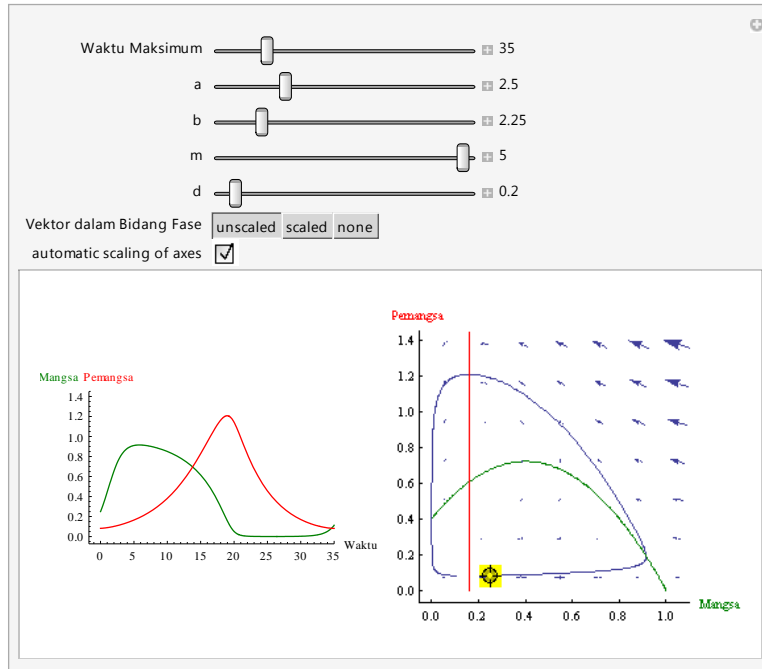 Waktu Maksimum 35
a 2.5
b 2.25
m 5
d 0.2
Vektor dalam Bidang Fase unscaled scaled none
automatic scaling of axes
Mangsa Pemangsa
1.4
1.2
1.0
0.8
0.6
0.4
0.2
0.0
0 5 10 15 20 25 30 35
Waktu
Pemangsa
1.4
1.2
1.0
0.8
0.6
0.4
0.2
0.0
0.0 0.2 0.4 0.6 0.8 1.0
Mangsa